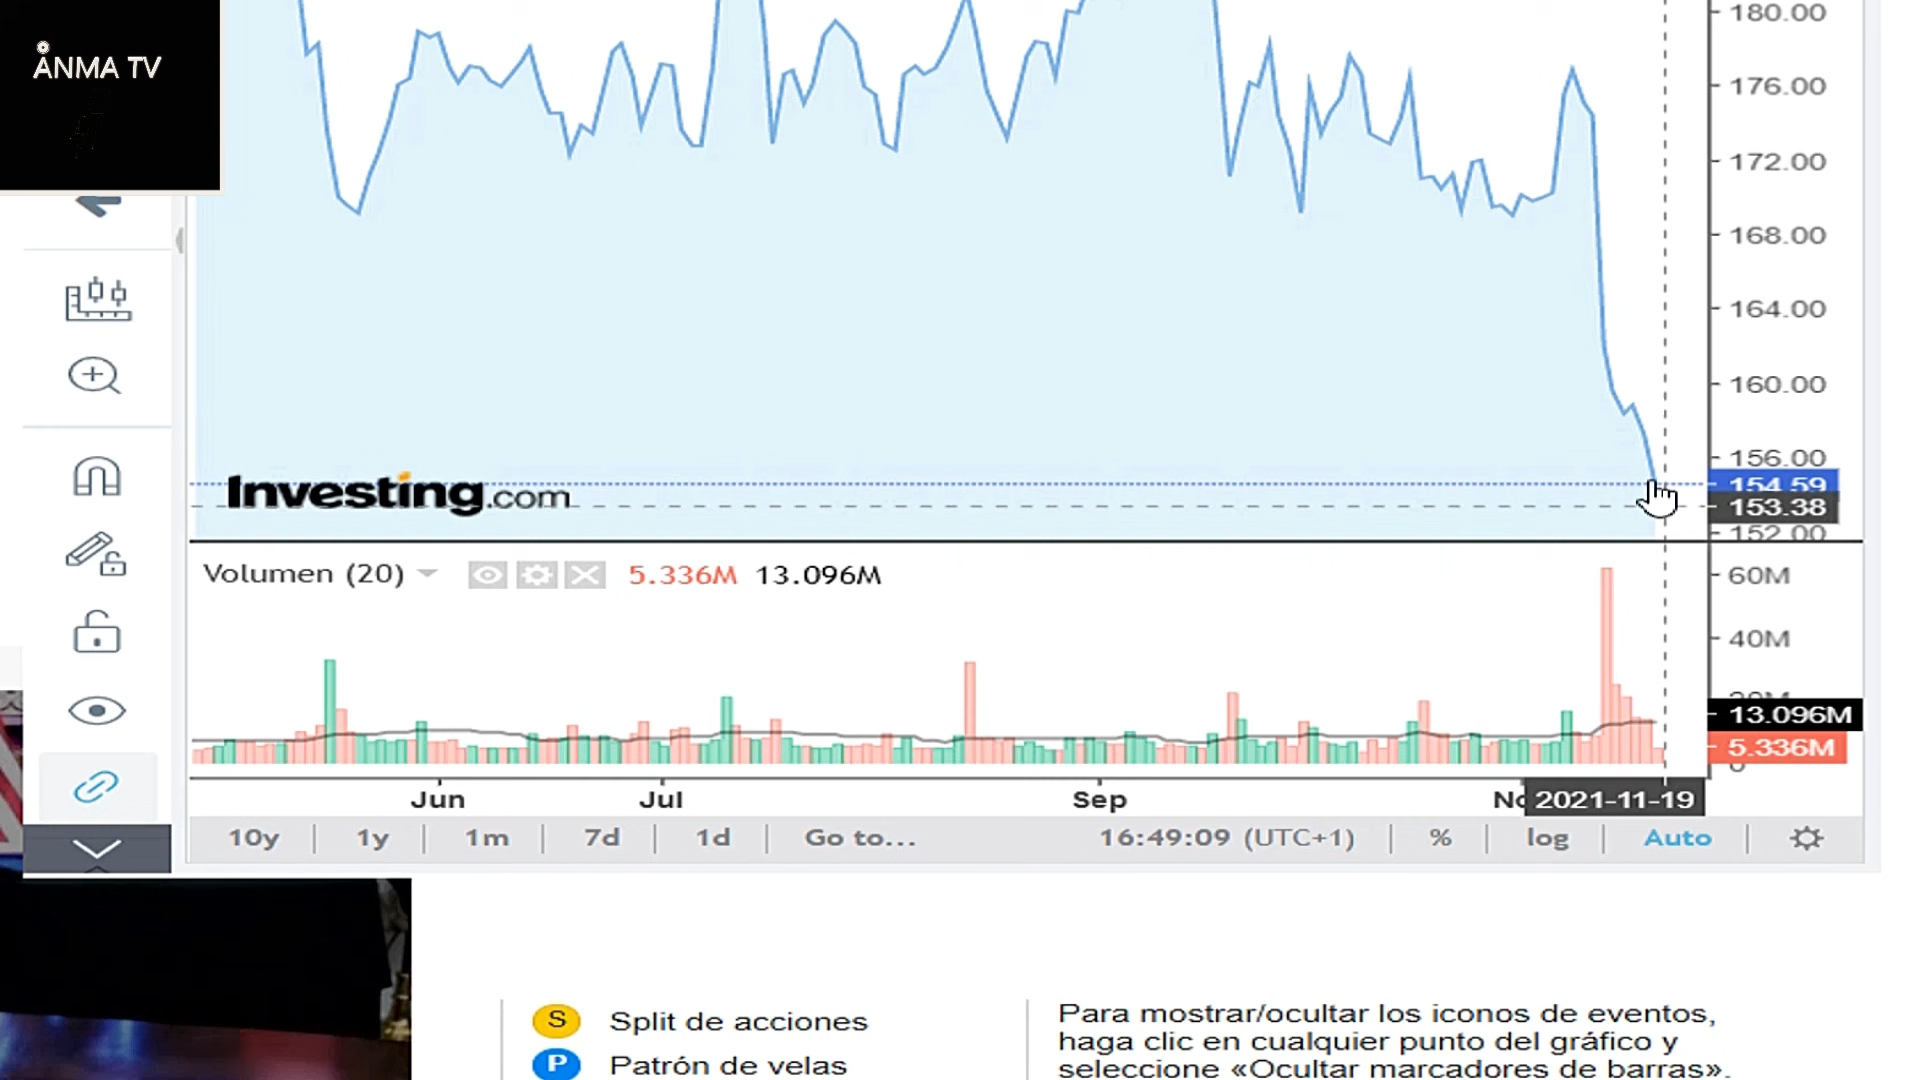 ANMA TV
180.00
176.00
172.00
168.00
164.00
160.00
156.00
154.59
153.38
152.00
Investing.com
Volumen (20) 5.336M 13.096M
60M
40M
20M
13.096M
5.336M
0
Jun Jul Sep 2021-11-19
10y 1y 1m 7d 1d Go to... 16:49:09 (UTC+1) % log Auto
S Split de acciones
P Patrón de velas
Para mostrar/ocultar los iconos de eventos,
haga clic en cualquier punto del gráfico y
seleccione «Ocultar marcadores de barras».